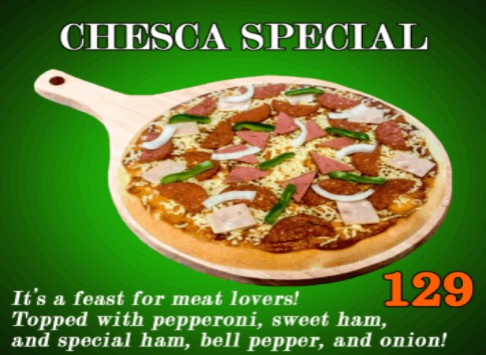 CHESCA SPECIAL
129
It's a feast for meat lovers!
Topped with pepperoni, sweet ham,
and special ham, bell pepper, and onion!